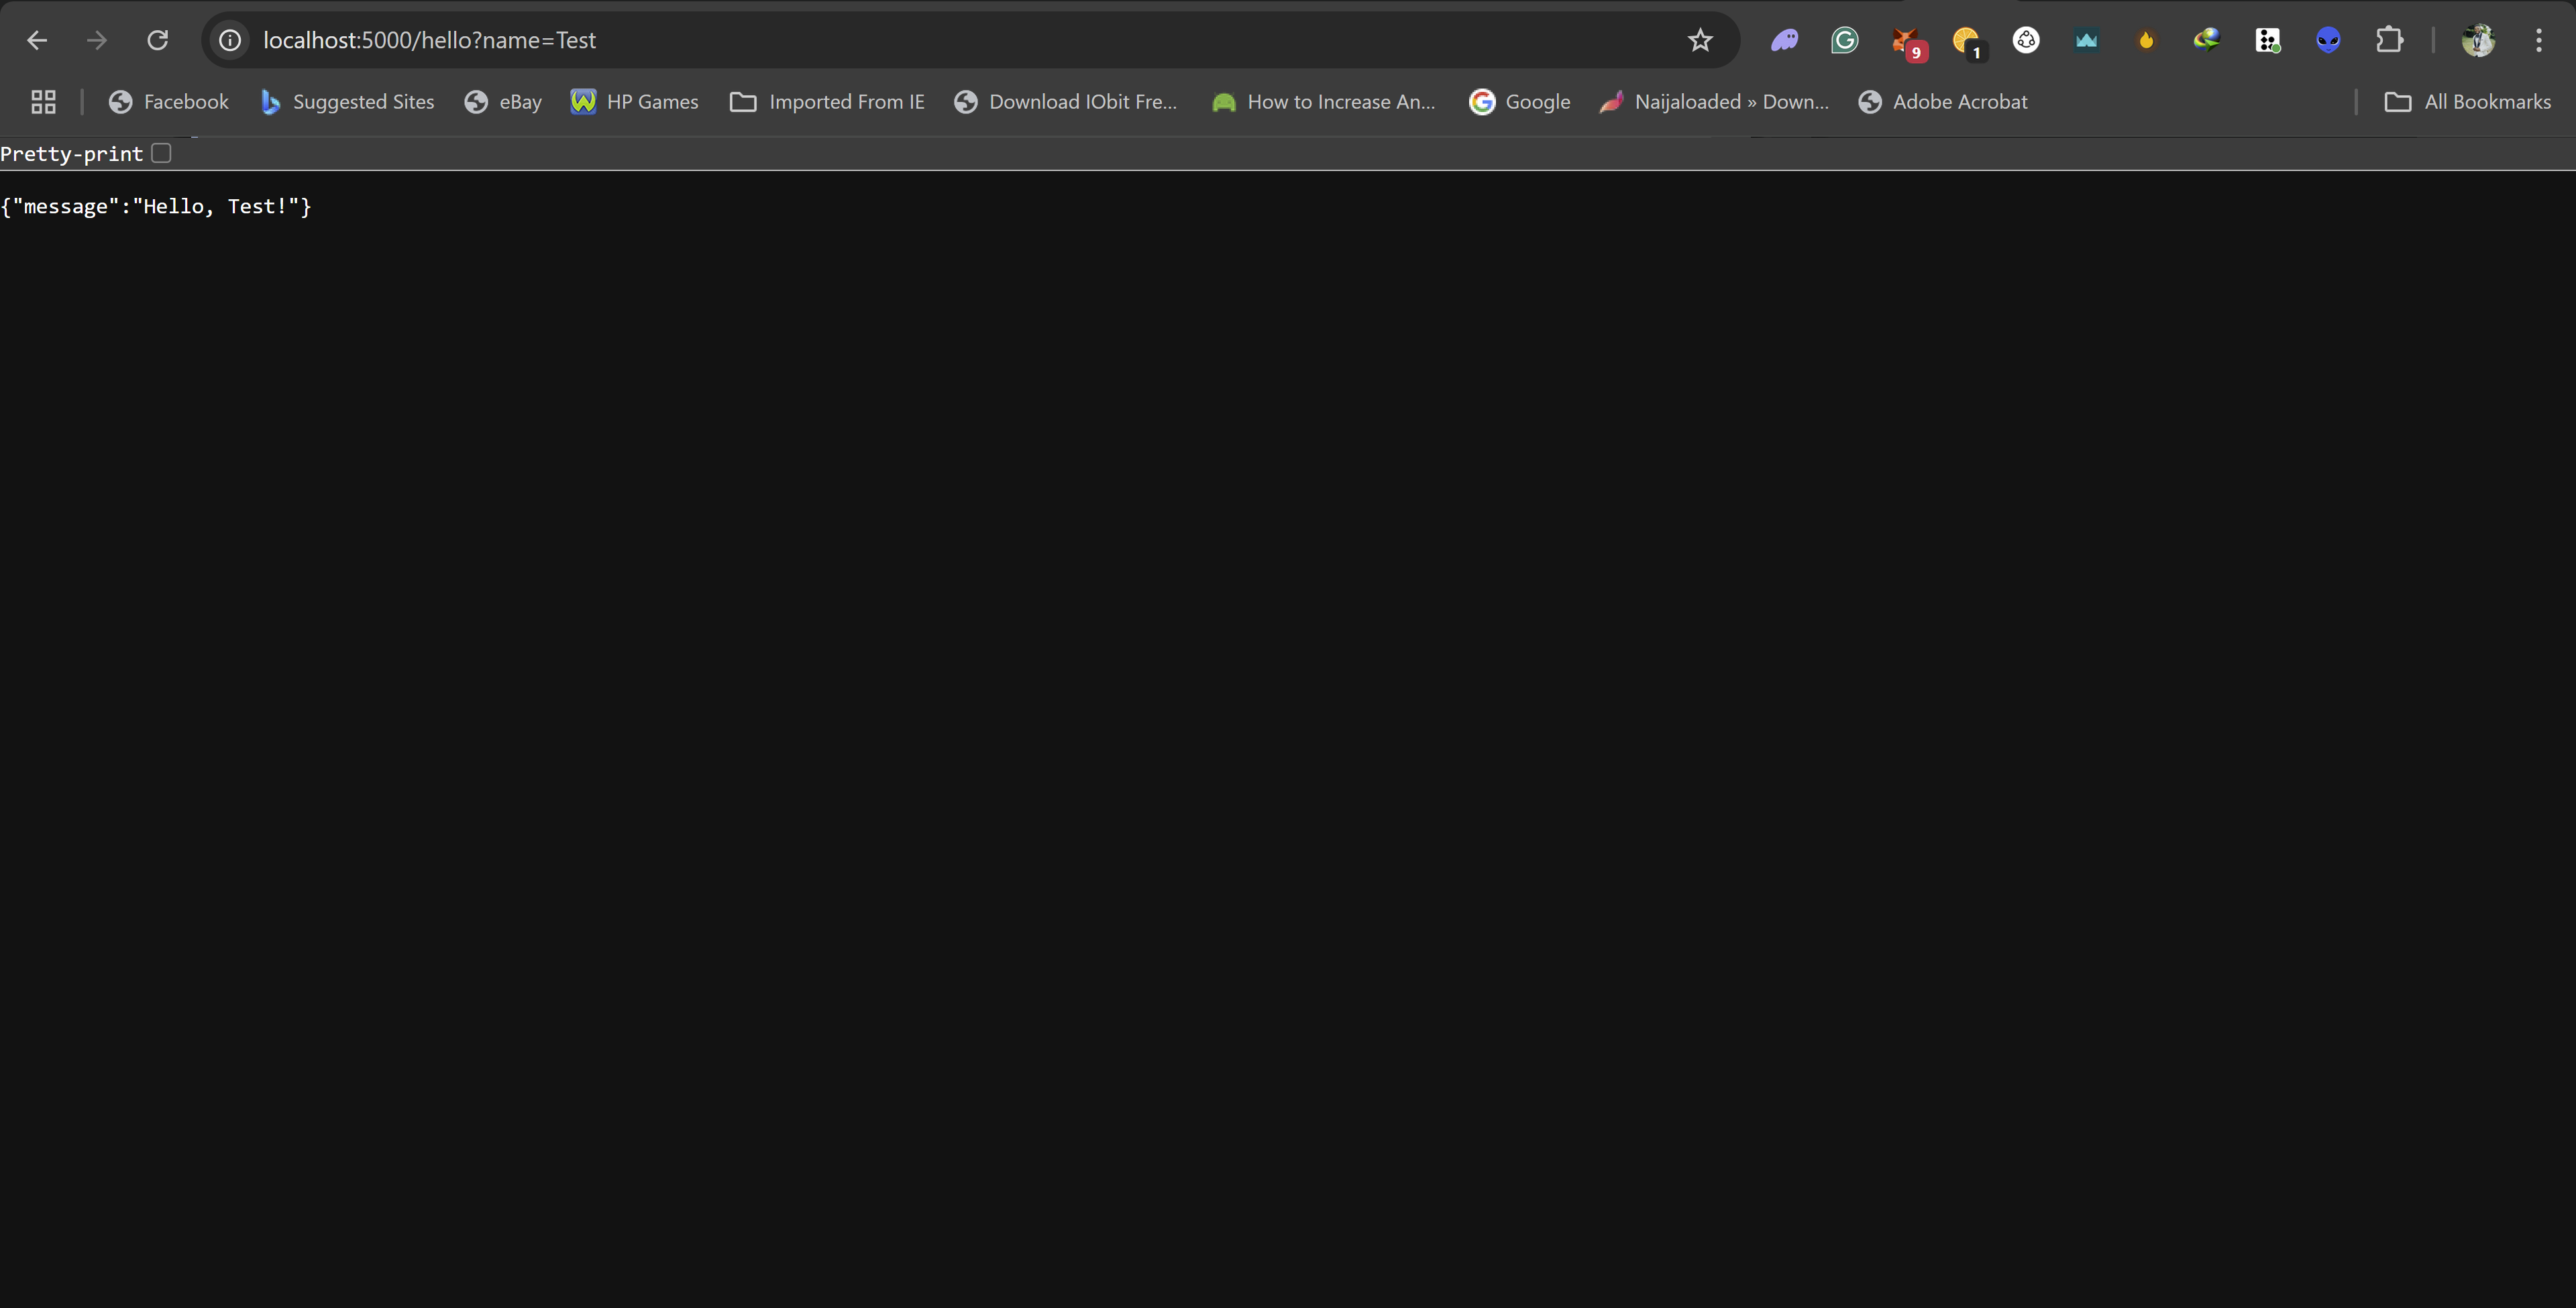 localhost:5000/hello?name=Test
9
1
Facebook
Suggested Sites
eBay
HP Games
Imported From IE
Download IObit Fre...
How to Increase An...
Google
Naijaloaded » Down...
Adobe Acrobat
All Bookmarks
Pretty-print
{"message":"Hello, Test!"}